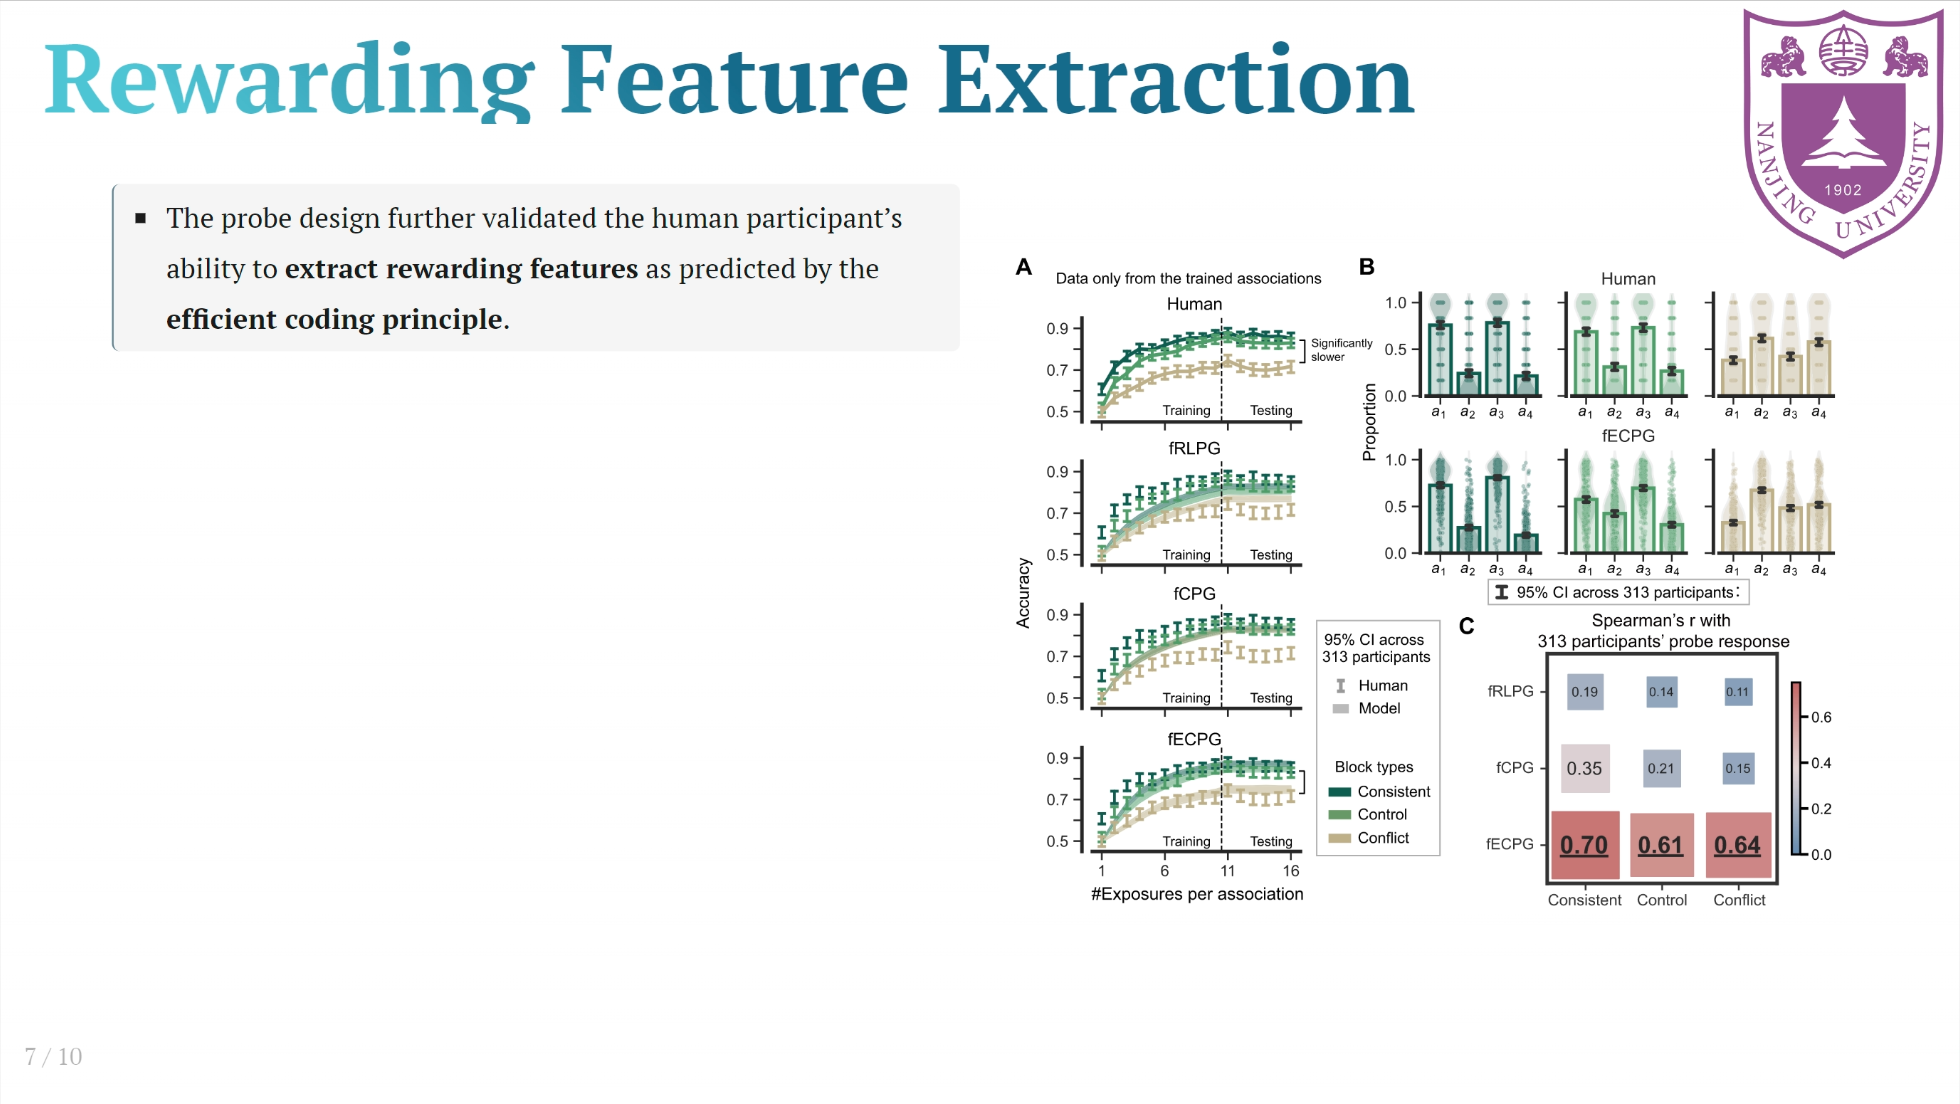 Rewarding Feature Extraction
NANJING UNIVERSITY
1902
▪ The probe design further validated the human participant’s
ability to extract rewarding features as predicted by the
efficient coding principle.
A
Data only from the trained associations
Human
0.9
0.7
0.5
Training Testing
Significantly
slower
fRLPG
0.9
0.7
0.5
Training Testing
Accuracy
fCPG
0.9
0.7
0.5
Training Testing
fECPG
0.9
0.7
0.5
Training Testing
1 6 11 16
#Exposures per association
95% CI across
313 participants
Human
Model
Block types
Consistent
Control
Conflict
B
Human
Proportion
1.0
0.5
0.0
a1 a2 a3 a4 a1 a2 a3 a4 a1 a2 a3 a4
fECPG
1.0
0.5
0.0
a1 a2 a3 a4 a1 a2 a3 a4 a1 a2 a3 a4
95% CI across 313 participants:
C
Spearman’s r with
313 participants’ probe response
fRLPG 0.19 0.14 0.11
fCPG 0.35 0.21 0.15
fECPG 0.70 0.61 0.64
Consistent Control Conflict
0.6
0.4
0.2
0.0
7 / 10